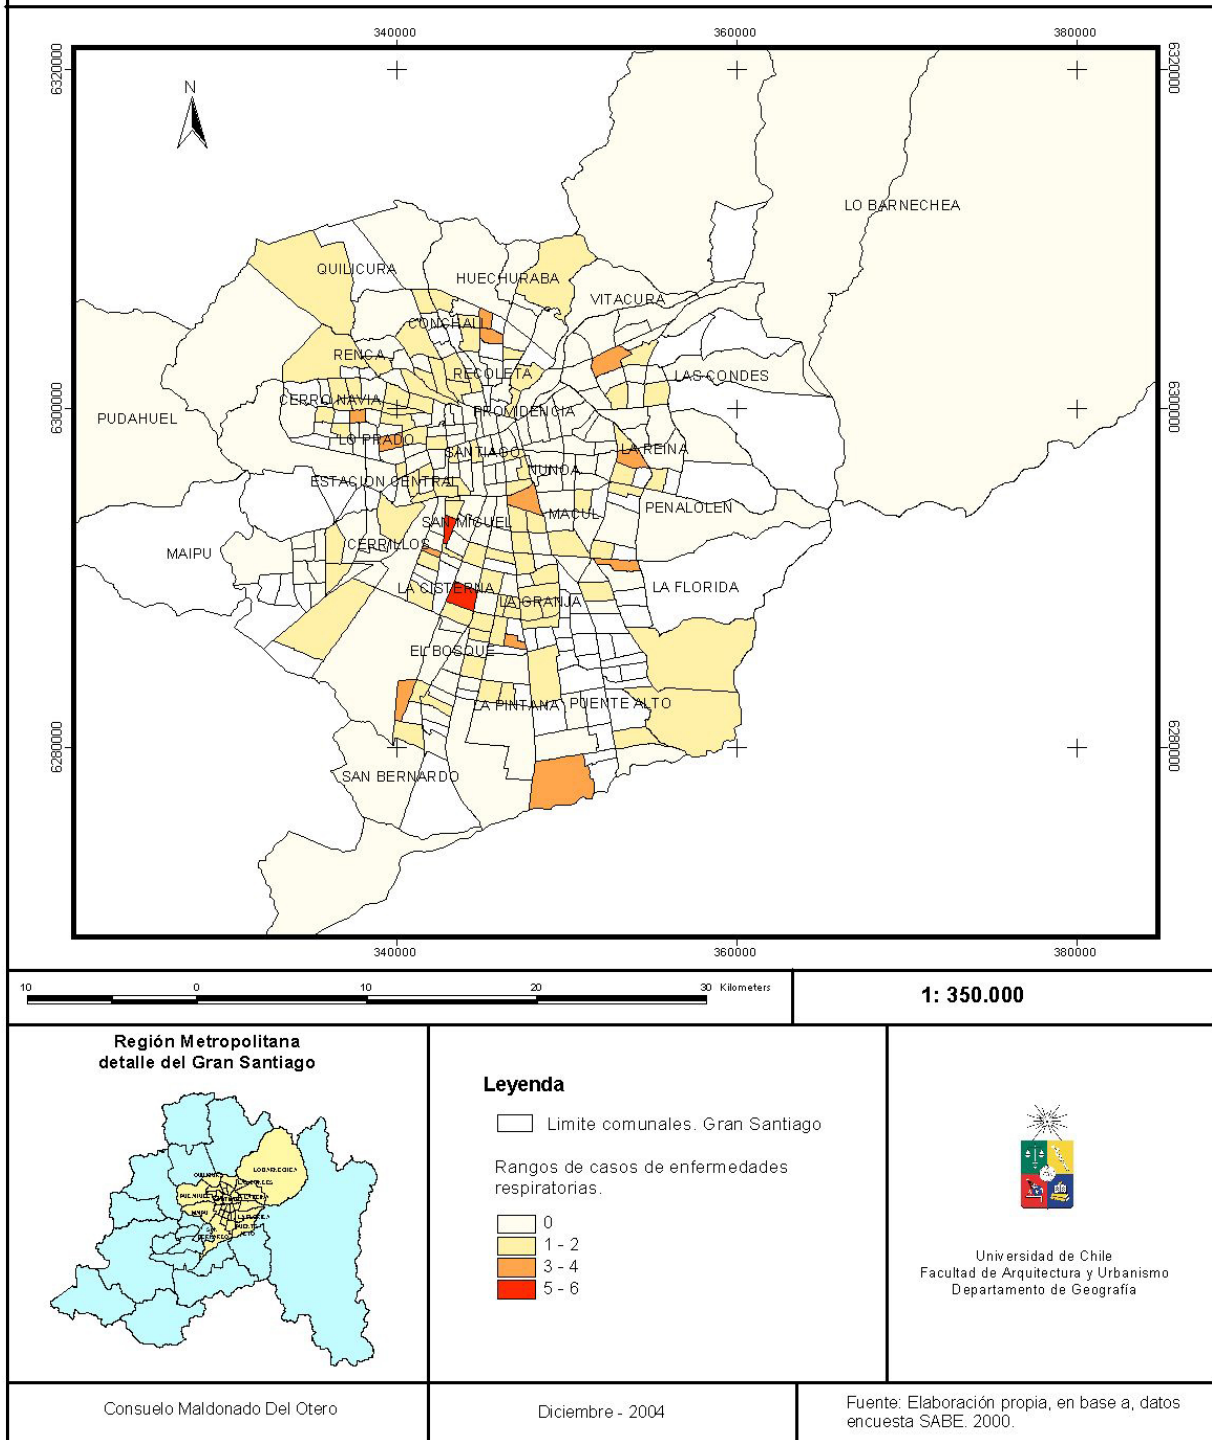 340000
360000
380000
6320000
6320000
N
LO BARNECHEA
QUILICURA
HUECHURABA
VITACURA
CONCHALI
RENCA
RECOLETA
LAS CONDES
CERRO NAVIA
PROVIDENCIA
6300000
6300000
PUDAHUEL
LO PRADO
SANTIAGO
LA REINA
ÑUÑOA
ESTACION CENTRAL
PENALOLEN
MACUL
SAN MIGUEL
CERRILLOS
MAIPU
LA CISTERNA
LA FLORIDA
LA GRANJA
EL BOSQUE
LA PINTANA
PUENTE ALTO
6280000
6280000
SAN BERNARDO
340000
360000
380000
10 0 10 20 30 Kilometers
1: 350.000
Región Metropolitana
detalle del Gran Santiago
QUILICURA
LO BARNECHEA
Leyenda
Limite comunales. Gran Santiago
Rangos de casos de enfermedades
respiratorias.
0
1 - 2
3 - 4
5 - 6
Universidad de Chile
Facultad de Arquitectura y Urbanismo
Departamento de Geografía
Consuelo Maldonado Del Otero
Diciembre - 2004
Fuente: Elaboración propia, en base a, datos
encuesta SABE. 2000.